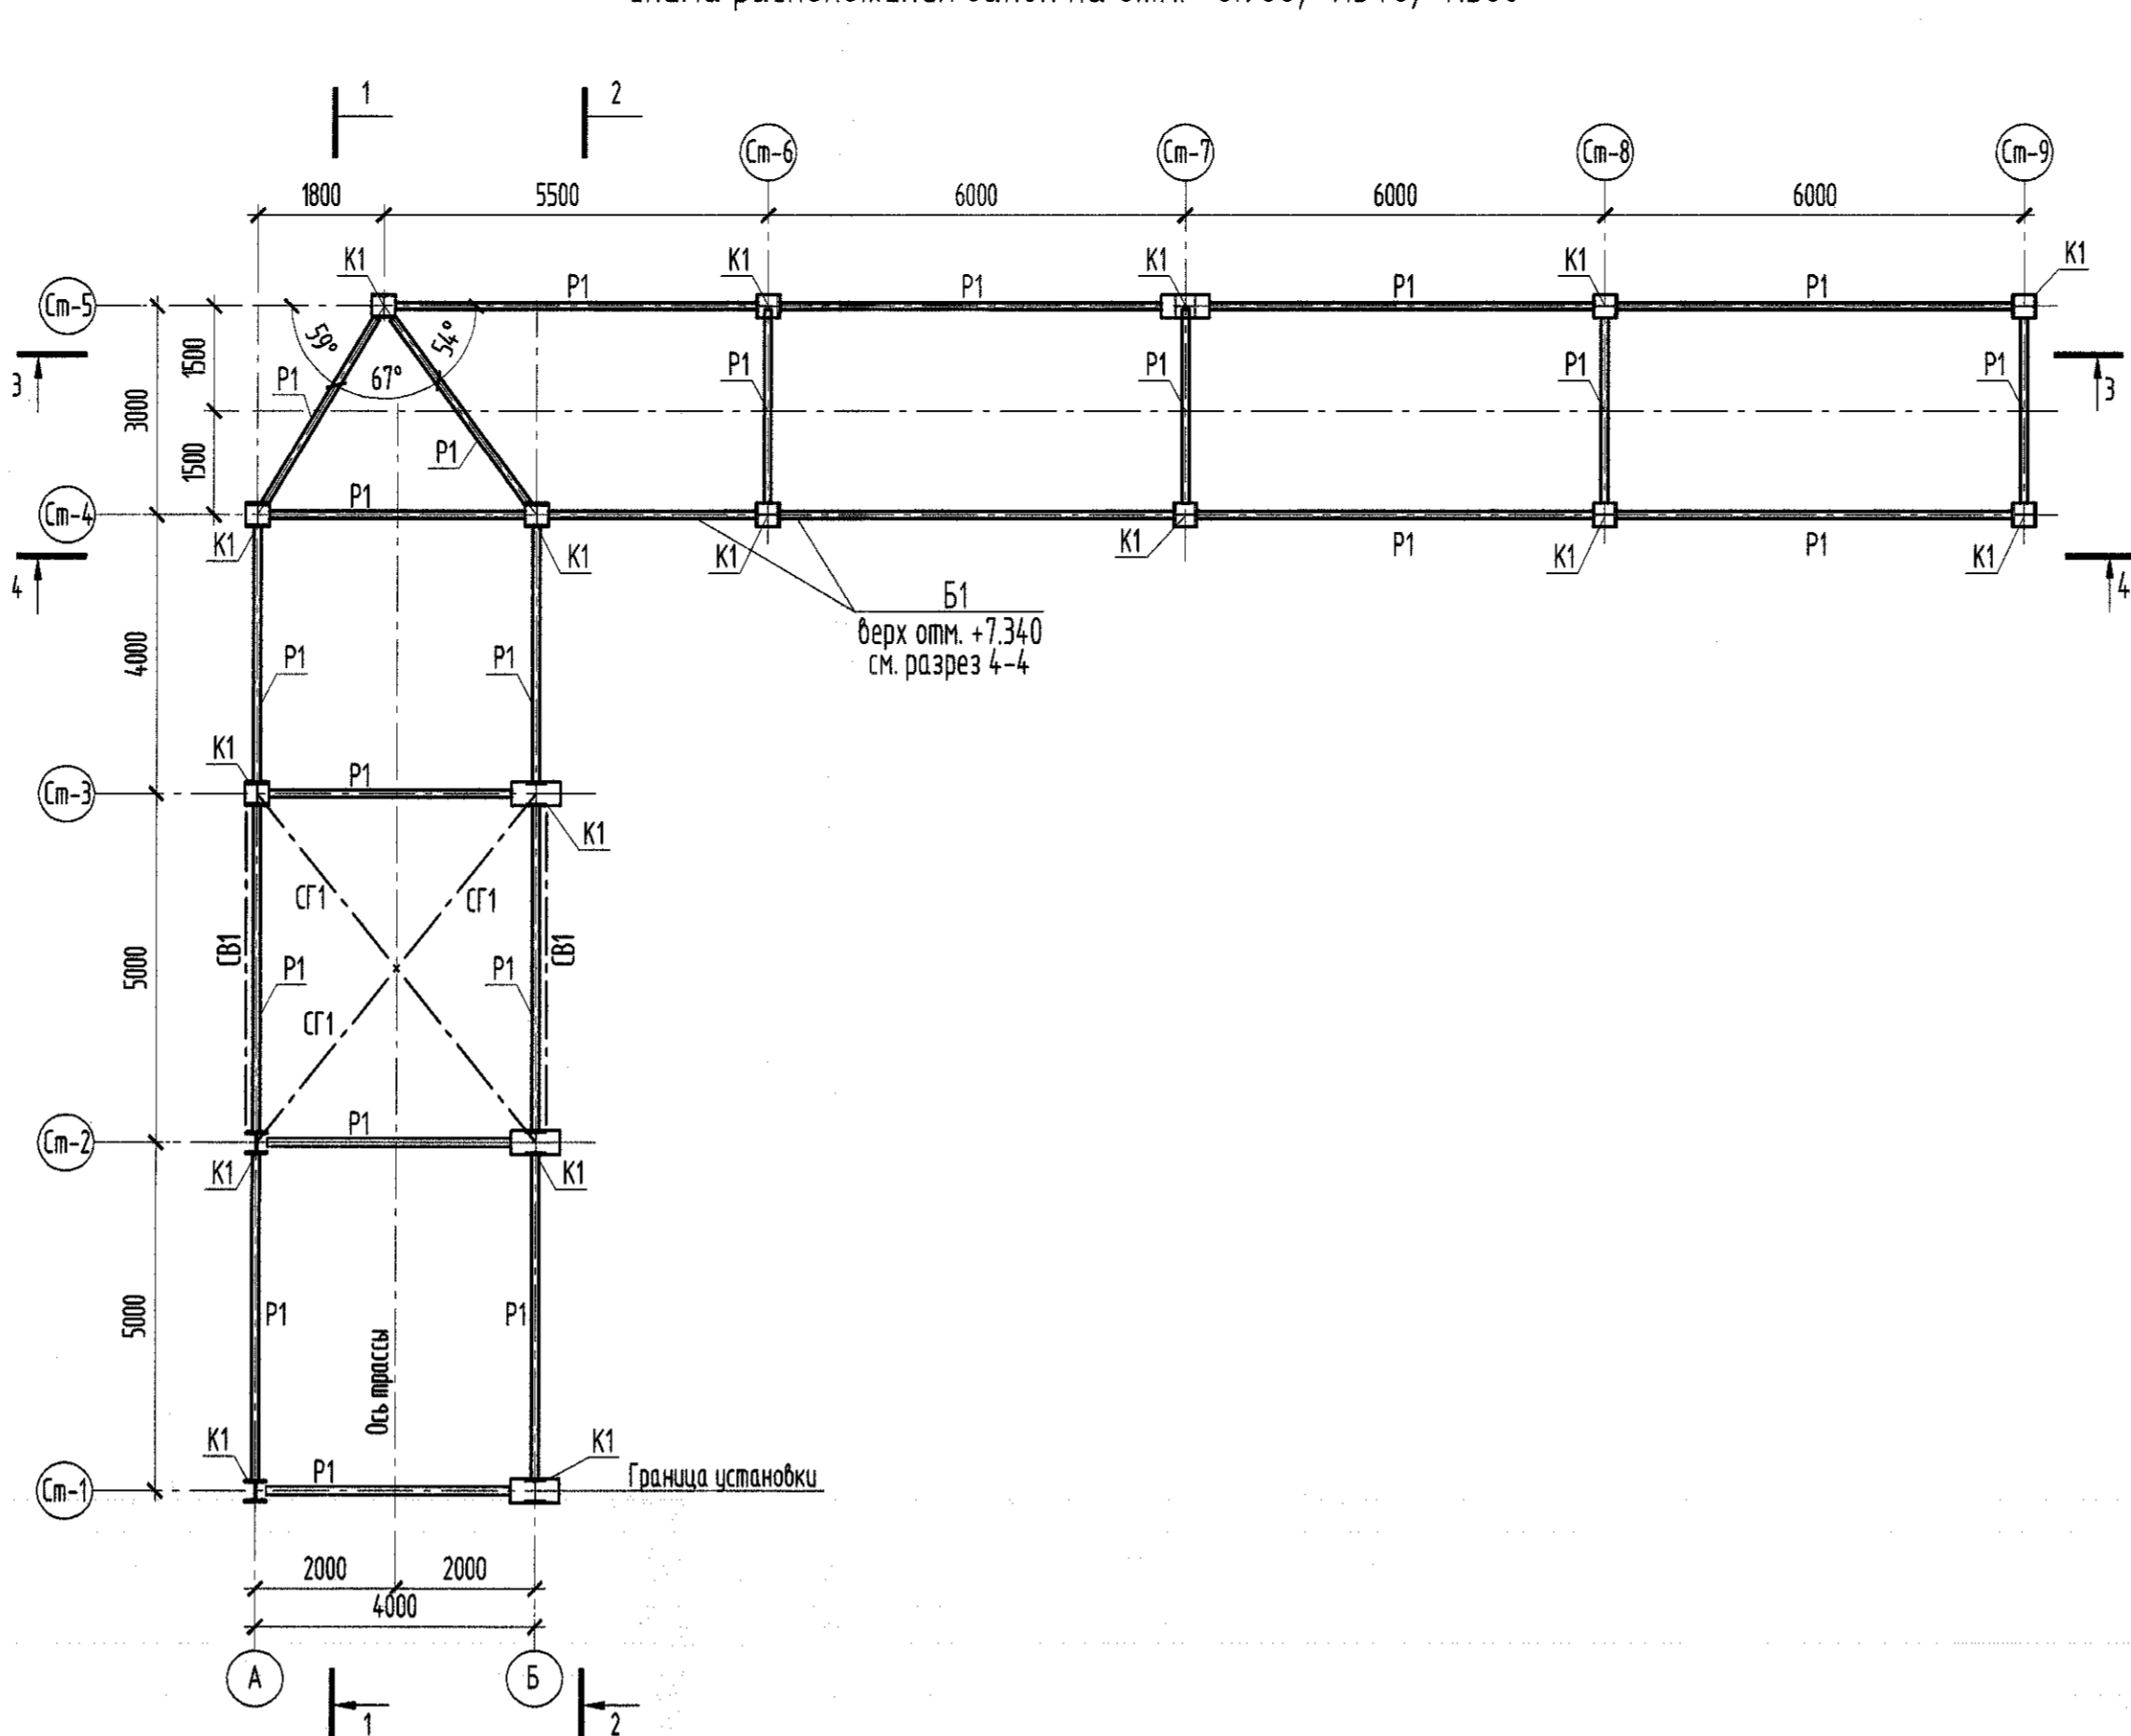 1
2
Ст-6
Ст-7
Ст-8
Ст-9
1800
5500
6000
6000
6000
К1
К1
К1
К1
К1
Р1
Р1
Р1
Р1
Ст-5
59°
54°
67°
1500
3000
1500
3
3
Р1
Р1
Р1
Р1
Р1
Р1
Р1
Ст-4
К1
К1
К1
К1
К1
К1
Р1
Р1
4
4
Б1
верх отм. +7.340
см. разрез 4-4
4000
Р1
Р1
К1
Р1
Ст-3
К1
СГ1
СГ1
СВ1
СВ1
5000
Р1
Р1
СГ1
Р1
Ст-2
К1
К1
5000
Р1
Р1
Ось трассы
К1
К1
Р1
Ст-1
Граница установки
2000
2000
4000
А
Б
1
2